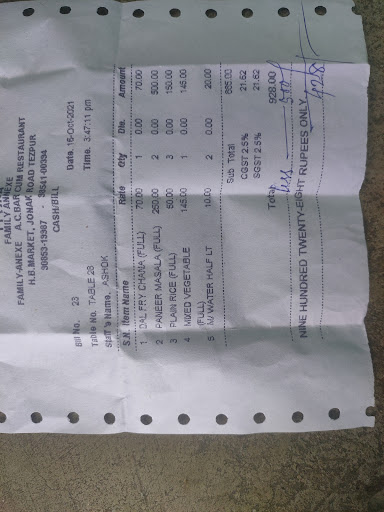 FAMILY ANNEXE
FAMILY-ANEXE A.C.BAR CUM RESTAURANT
H.B.MARKET, JONAK ROAD TEZPUR
CASH/BILL
Bill No. 23 Date. 15-Oct-2021
Table No. TABLE 28 Time. 3:47:11 pm
Staff 's Name. ASHOK
S.N. Item Name Rate Qty Dis. Amount
1 DAL FRY CHANA (FULL) 70.00 1 0.00 70.00
2 PANEER MASALA (FULL) 250.00 2 0.00 500.00
3 PLAIN RICE (FULL) 50.00 3 0.00 150.00
4 MIXED VEGETABLE 145.00 1 0.00 145.00
(FULL)
5 M/ WATER HALF LT 10.00 2 0.00 20.00
Sub Total 885.00
CGST 2.5% 21.62
SGST 2.5% 21.62
Total 928.00
less
NINE HUNDRED TWENTY-EIGHT RUPEES ONLY